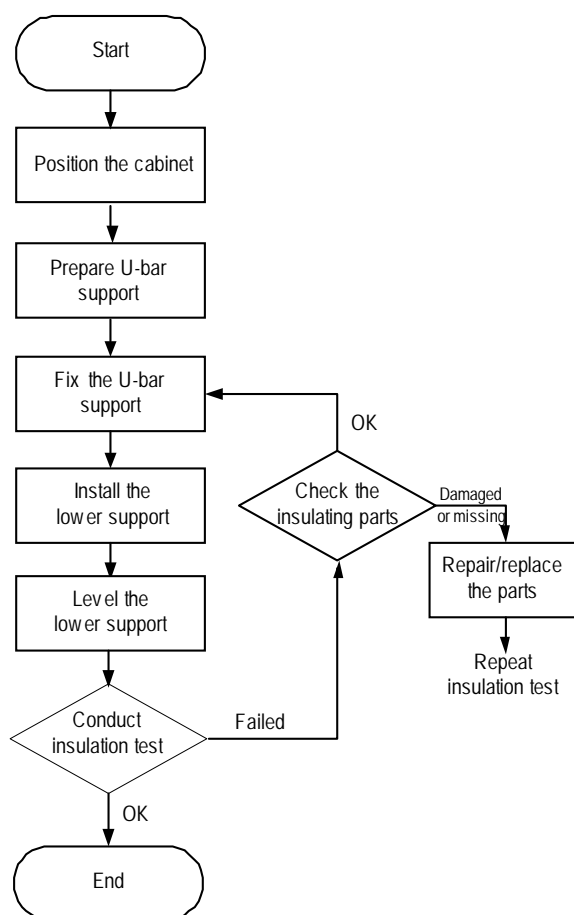 Start
Position the cabinet
Prepare U-bar
support
Fix the U-bar
support
OK
Install the
lower support
Check the
insulating parts
Damaged
or missing
Repair/replace
the parts
Level the
lower support
Repeat
insulation test
Conduct
insulation test
Failed
OK
End